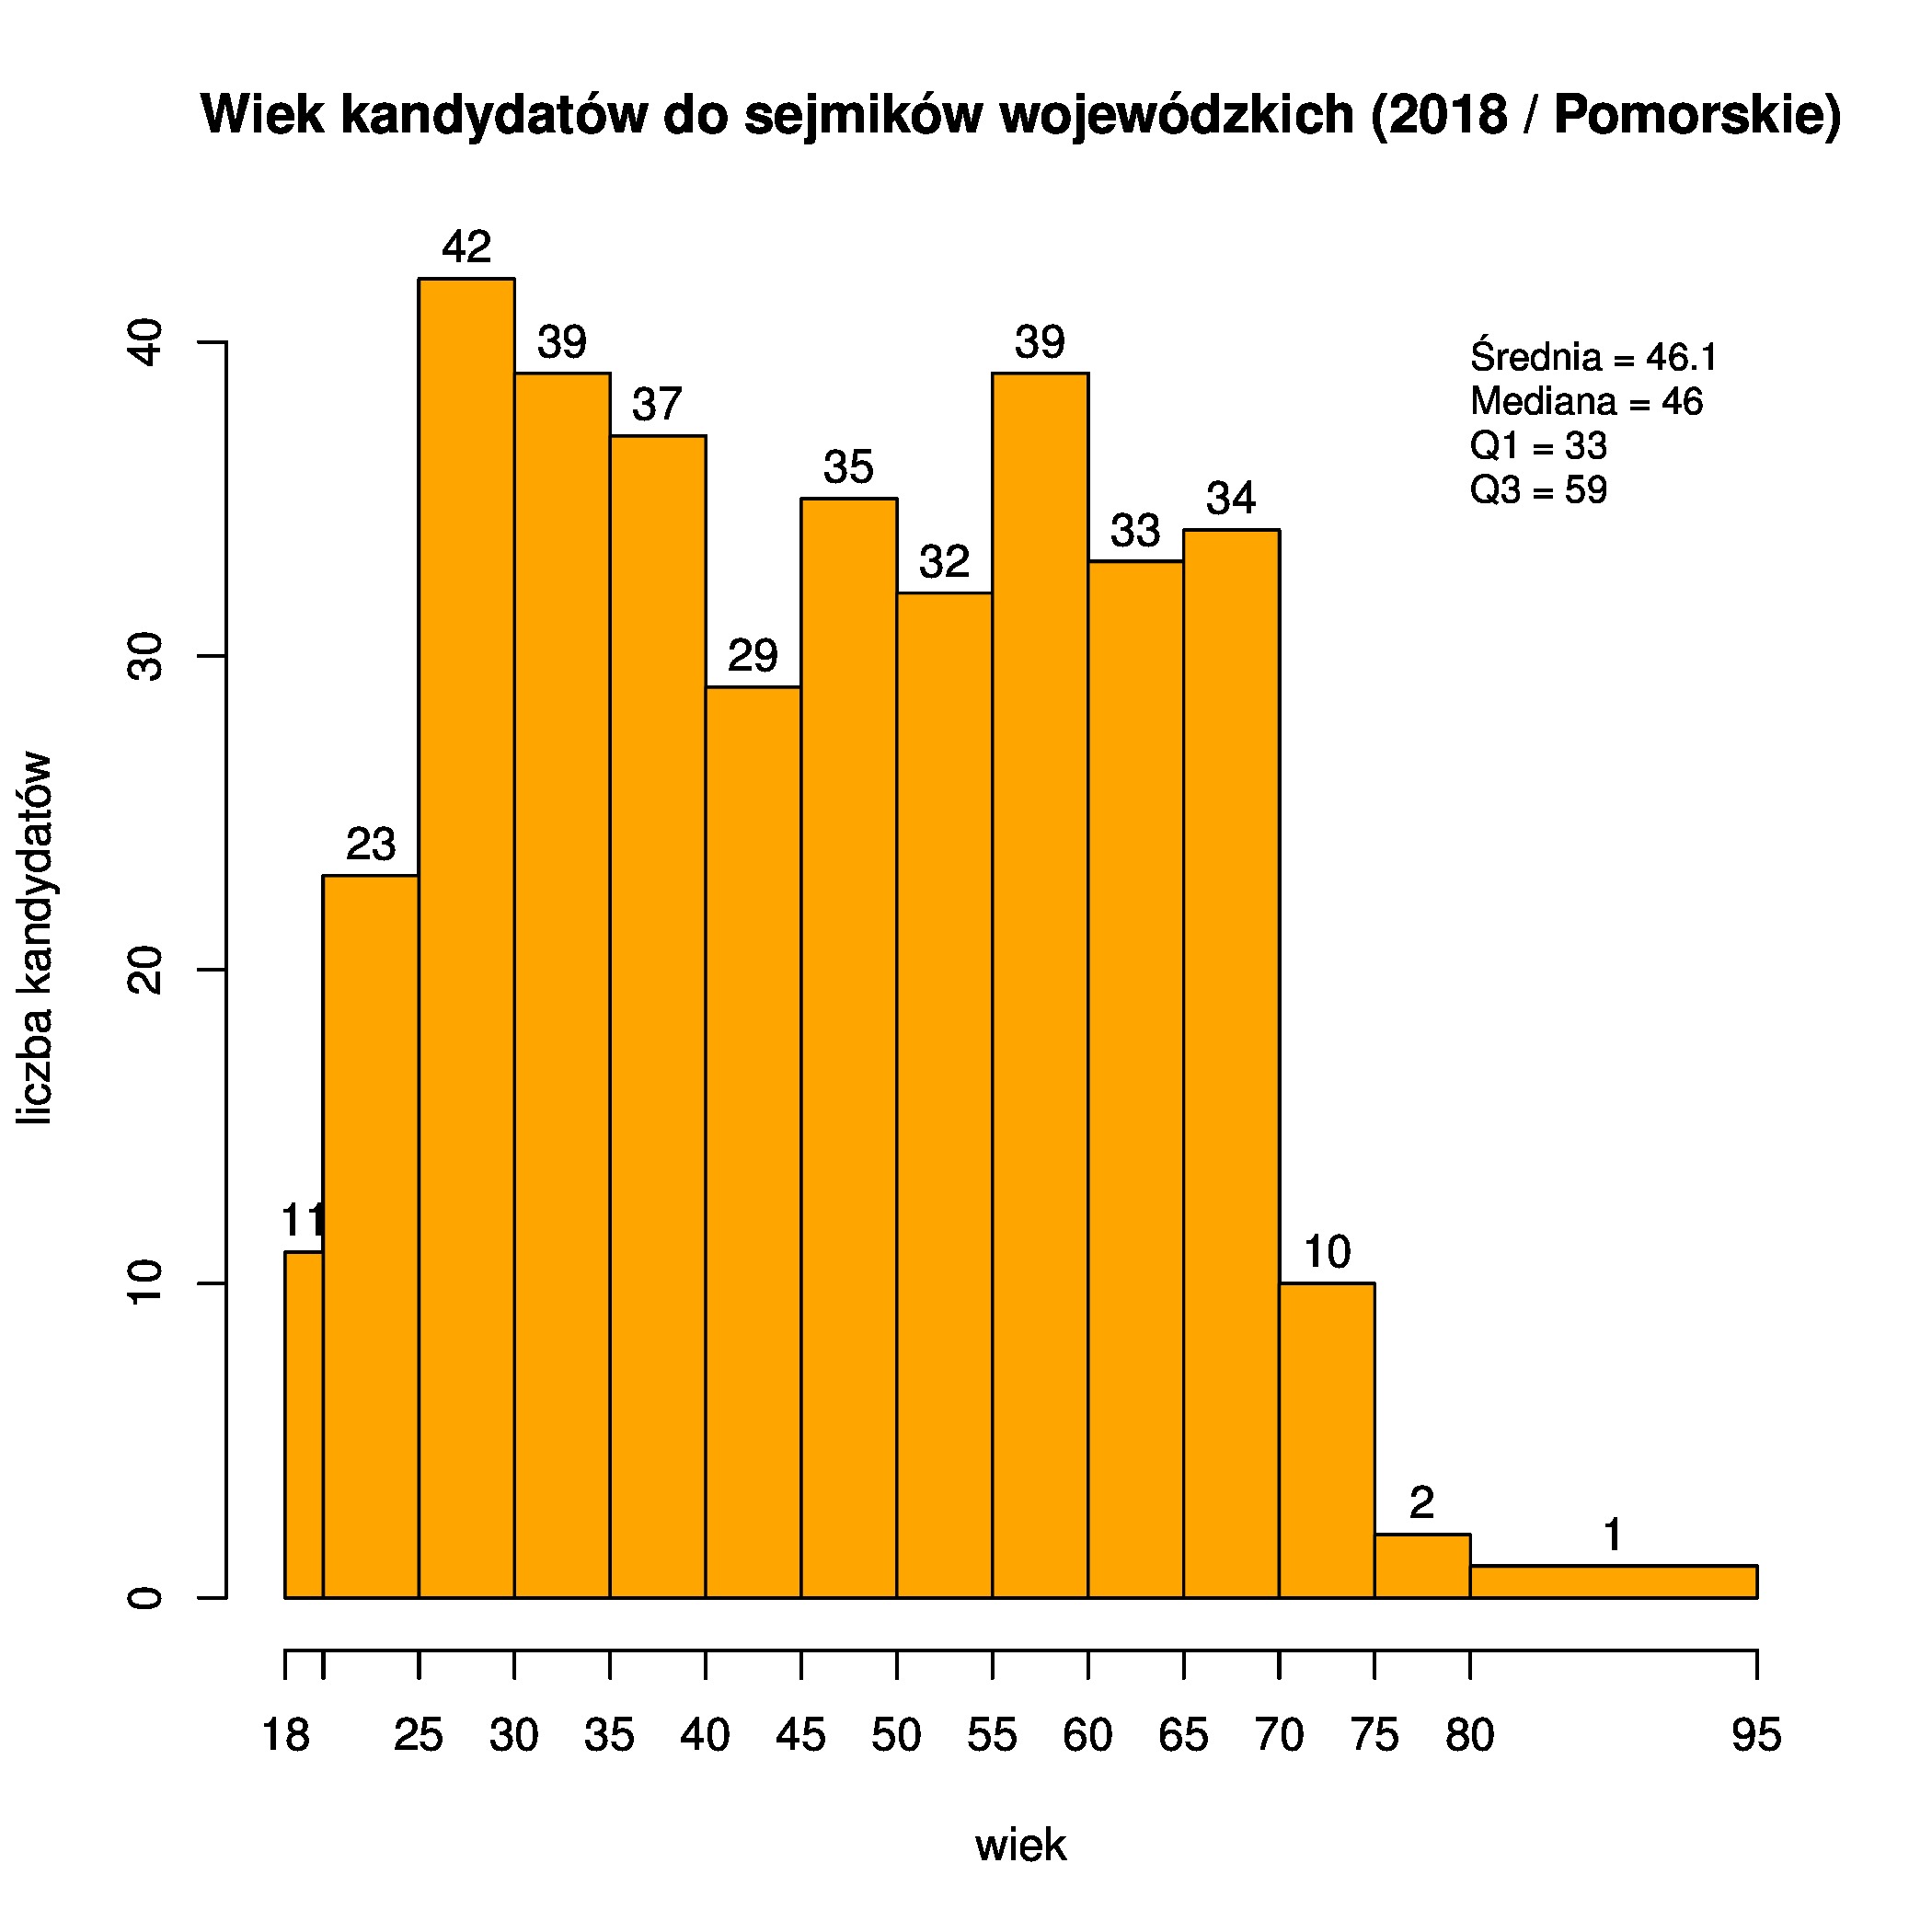 Wiek kandydatów do sejmików wojewódzkich (2018 / Pomorskie)
42
39
37
29
35
32
39
33
34
23
11
10
2
1
Średnia = 46.1
Mediana = 46
Q1 = 33
Q3 = 59
liczba kandydatów
40
30
20
10
0
18 25 30 35 40 45 50 55 60 65 70 75 80 95
wiek